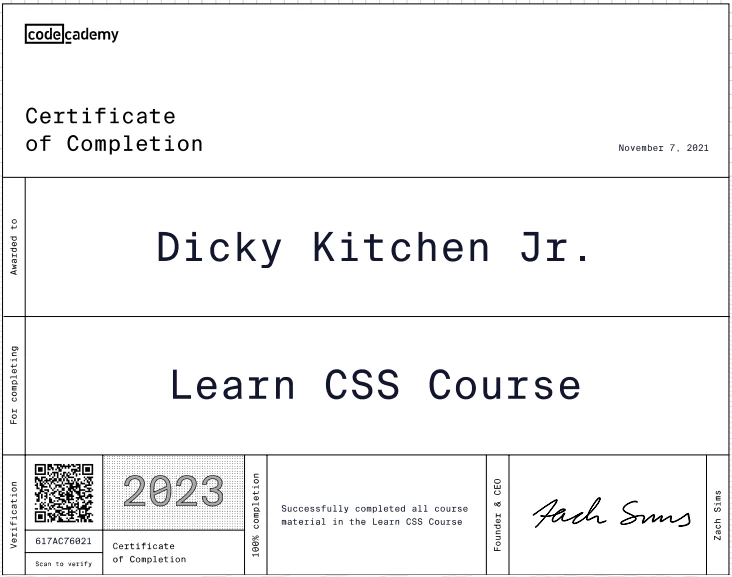 codecademy
Certificate
of Completion
November 7, 2021
Awarded to
Dicky Kitchen Jr.
For completing
Learn CSS Course
Verification
617AC76021
Scan to verify
2023
Certificate
of Completion
100% completion
Successfully completed all course
material in the Learn CSS Course
Founder & CEO
Zach Sims
Zach Sims